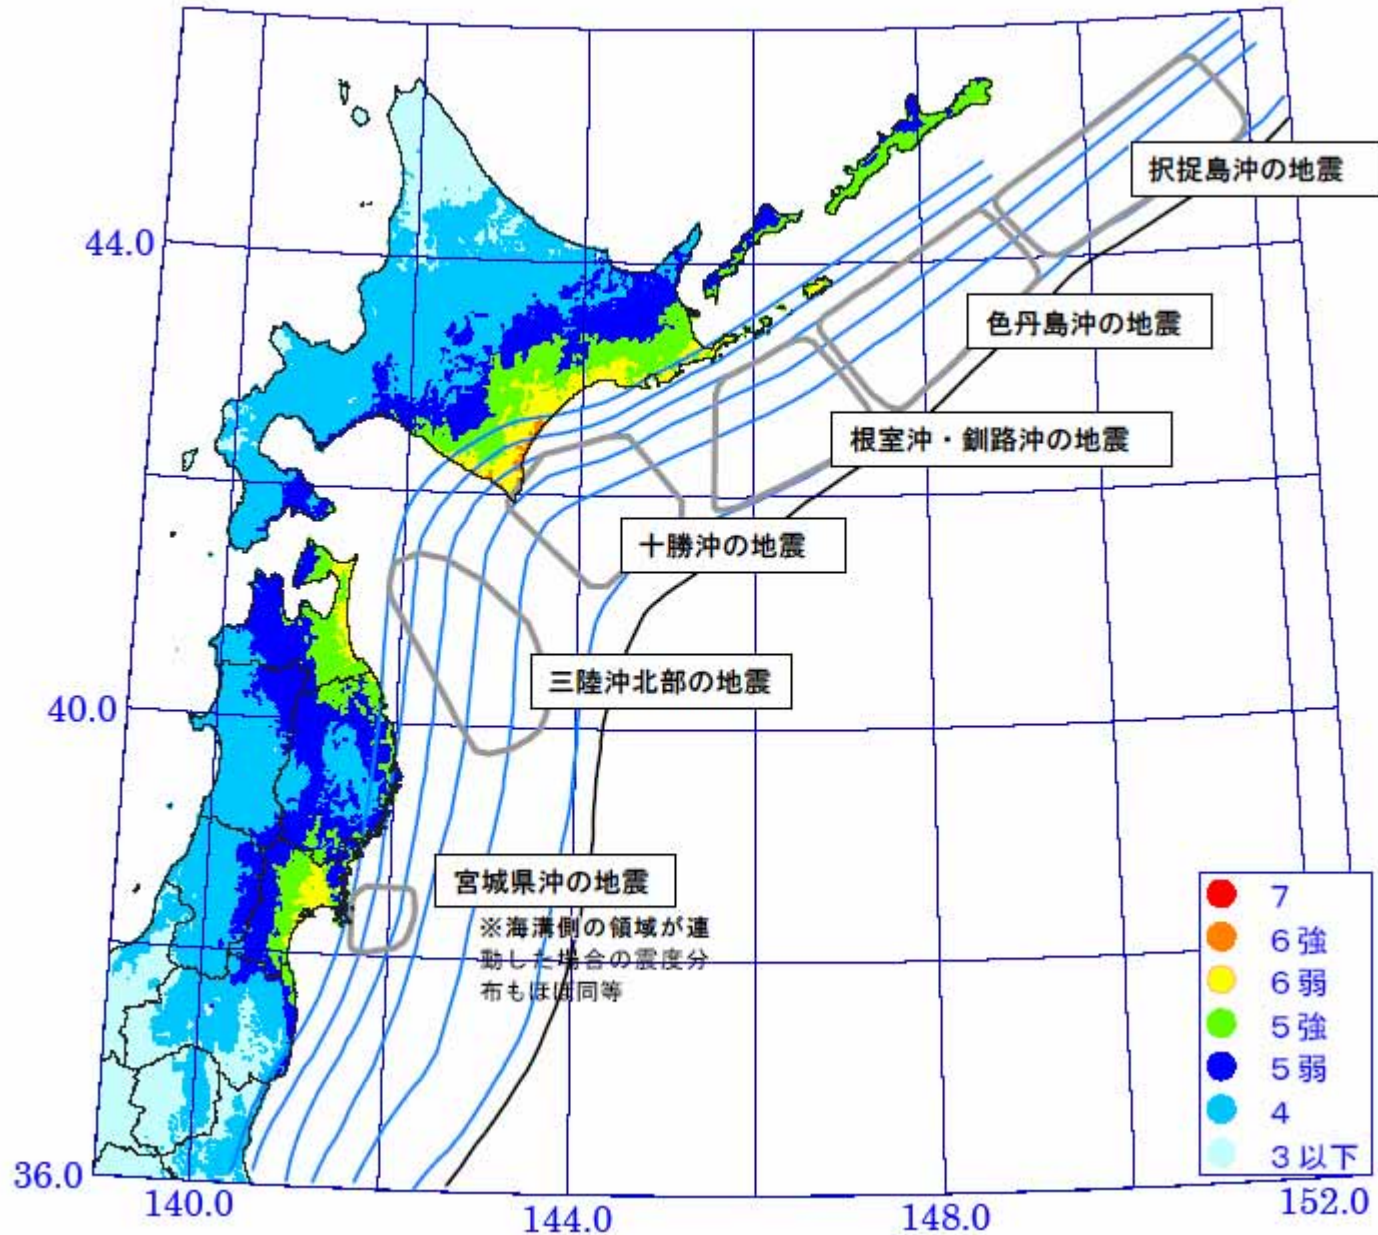 択捉島沖の地震
44.0
色丹島沖の地震
根室沖・釧路沖の地震
十勝沖の地震
三陸沖北部の地震
40.0
宮城県沖の地震
※海溝側の領域が連
動した場合の震度分
布もほぼ同等
7
6強
6弱
5強
5弱
4
3以下
36.0
140.0
144.0
148.0
152.0